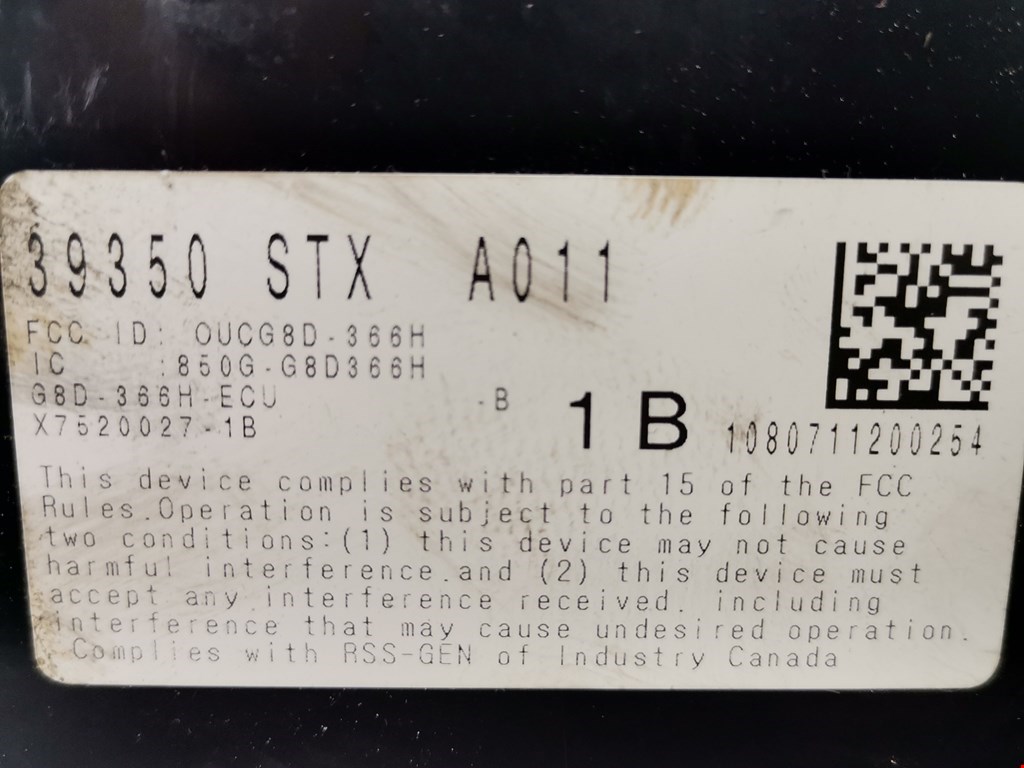 39350 STX A011
FCC ID: OUCG8D-366H
IC :850G-G8D366H
G8D-366H-ECU -B
X7520027-1B
1B
1080711200254
This device complies with part 15 of the FCC
Rules.Operation is subject to the following
two conditions:(1) this device may not cause
harmful interference.and (2) this device must
accept any interference received. including
interference that may cause undesired operation.
Complies with RSS-GEN of Industry Canada